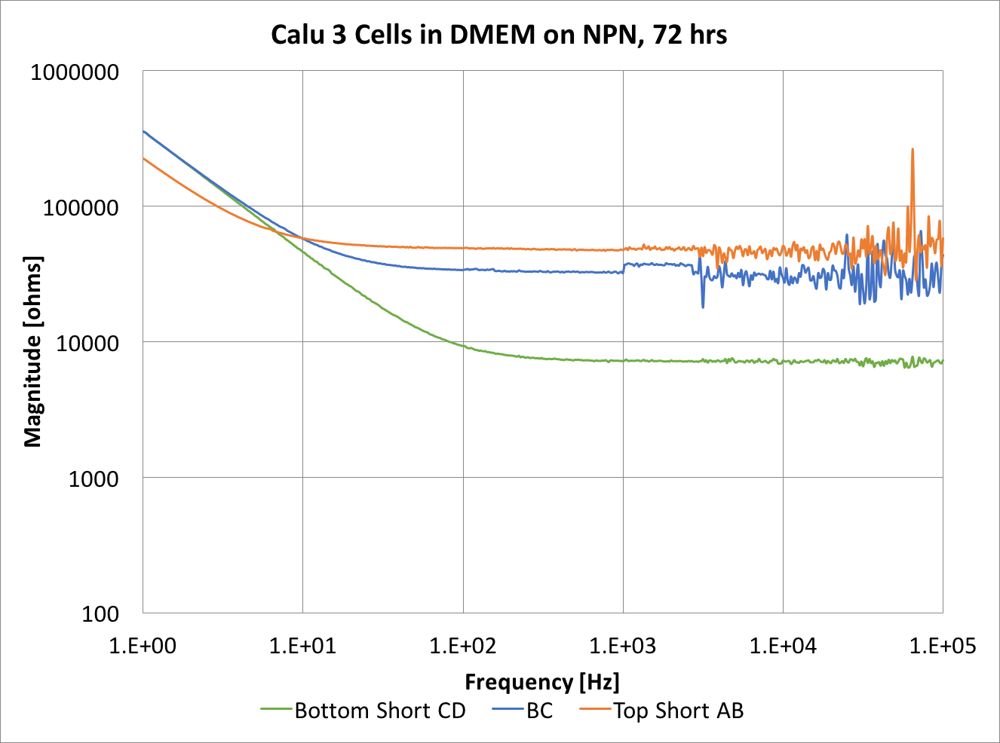 Calu 3 Cells in DMEM on NPN, 72 hrs
1000000
100000
10000
1000
100
Magnitude [ohms]
1.E+00 1.E+01 1.E+02 1.E+03 1.E+04 1.E+05
Frequency [Hz]
Bottom Short CD BC Top Short AB